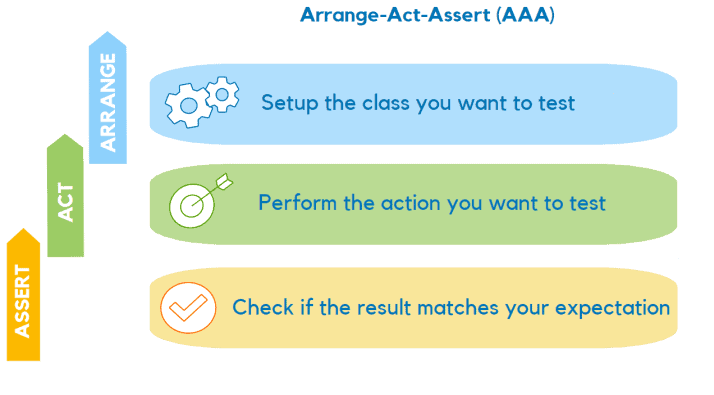 Arrange-Act-Assert (AAA)
ARRANGE
Setup the class you want to test
ACT
Perform the action you want to test
ASSERT
Check if the result matches your expectation